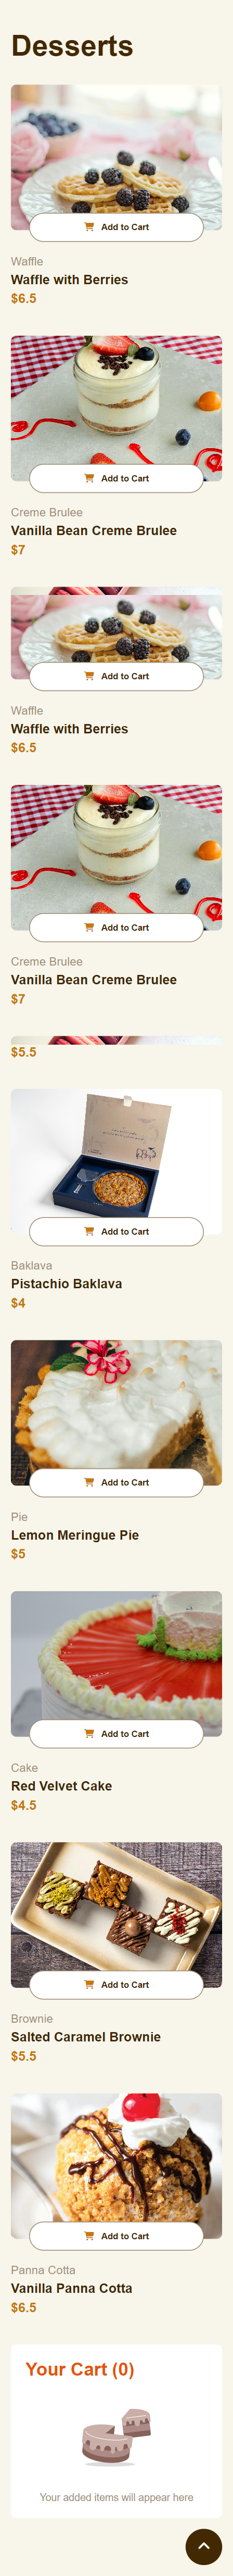 Desserts
Add to Cart
Waffle
Waffle with Berries
$6.5
Add to Cart
Creme Brulee
Vanilla Bean Creme Brulee
$7
Add to Cart
Waffle
Waffle with Berries
$6.5
Add to Cart
Creme Brulee
Vanilla Bean Creme Brulee
$7
$5.5
Add to Cart
Baklava
Pistachio Baklava
$4
Add to Cart
Pie
Lemon Meringue Pie
$5
Add to Cart
Cake
Red Velvet Cake
$4.5
Add to Cart
Brownie
Salted Caramel Brownie
$5.5
Add to Cart
Panna Cotta
Vanilla Panna Cotta
$6.5
Your Cart (0)
Your added items will appear here